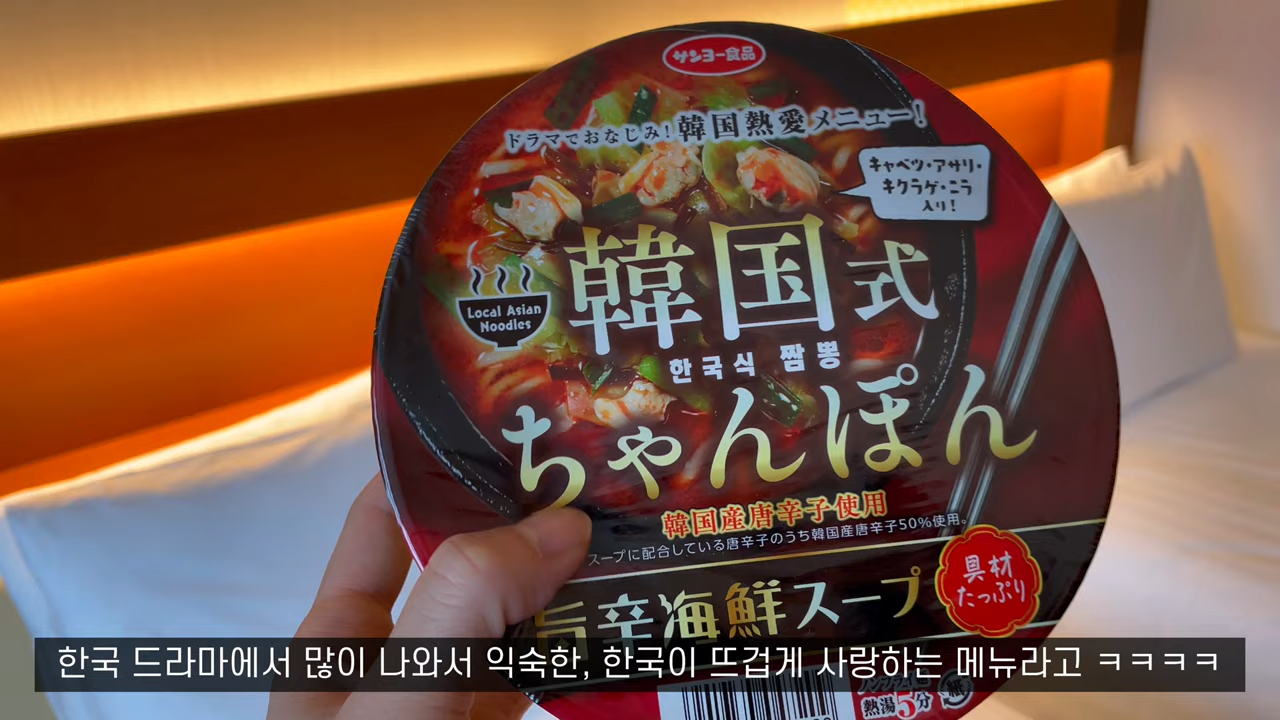 サンヨー食品
ドラマでおなじみ!韓国熱愛メニュー!
キャベツ・アサリ・
キクラゲ・ニラ
入り!
Local Asian
Noodles
韓国式
한국식 짬뽕
ちゃんぽん
韓国産唐辛子使用
スープに配合している唐辛子のうち韓国産唐辛子50%使用。
旨辛海鮮スープ
具材
たっぷり
한국 드라마에서 많이 나와서 익숙한, 한국이 뜨겁게 사랑하는 메뉴라고 ㅋㅋㅋㅋ
熱湯5分
紙